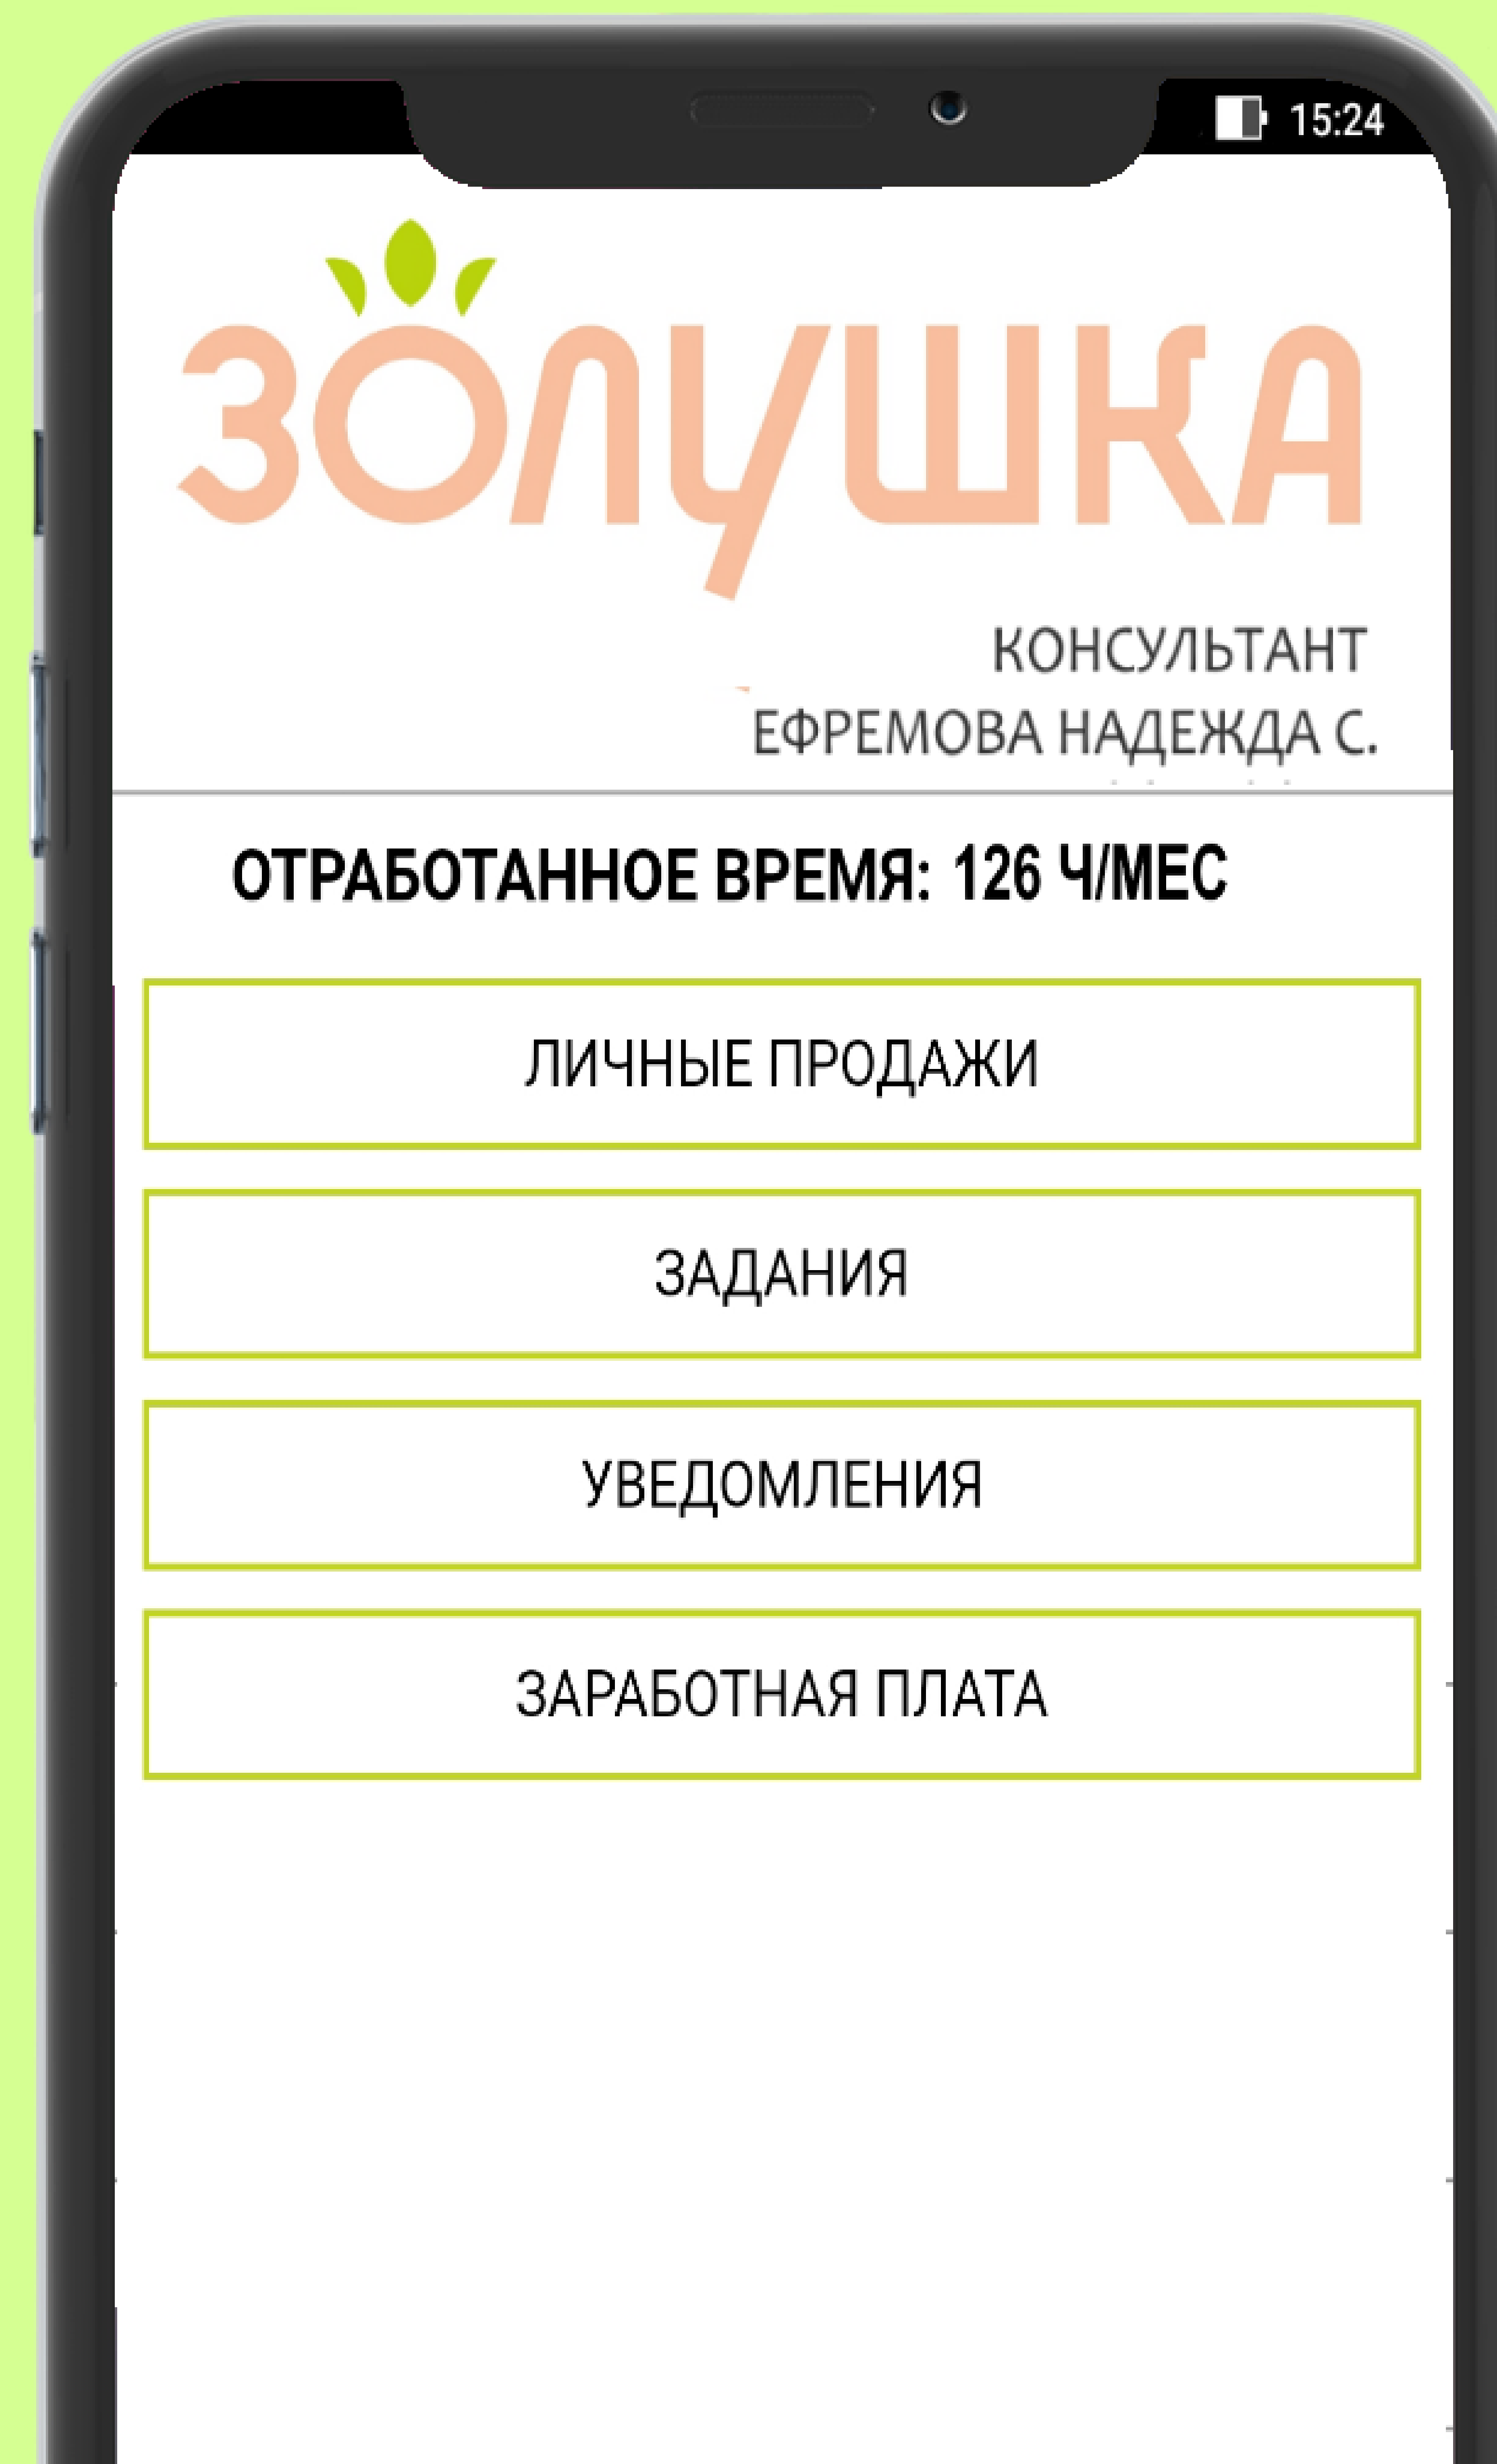 15:24
ЗОЛУШКА
КОНСУЛЬТАНТ
ЕФРЕМОВА НАДЕЖДА С.
ОТРАБОТАННОЕ ВРЕМЯ: 126 Ч/МЕС
ЛИЧНЫЕ ПРОДАЖИ
ЗАДАНИЯ
УВЕДОМЛЕНИЯ
ЗАРАБОТНАЯ ПЛАТА